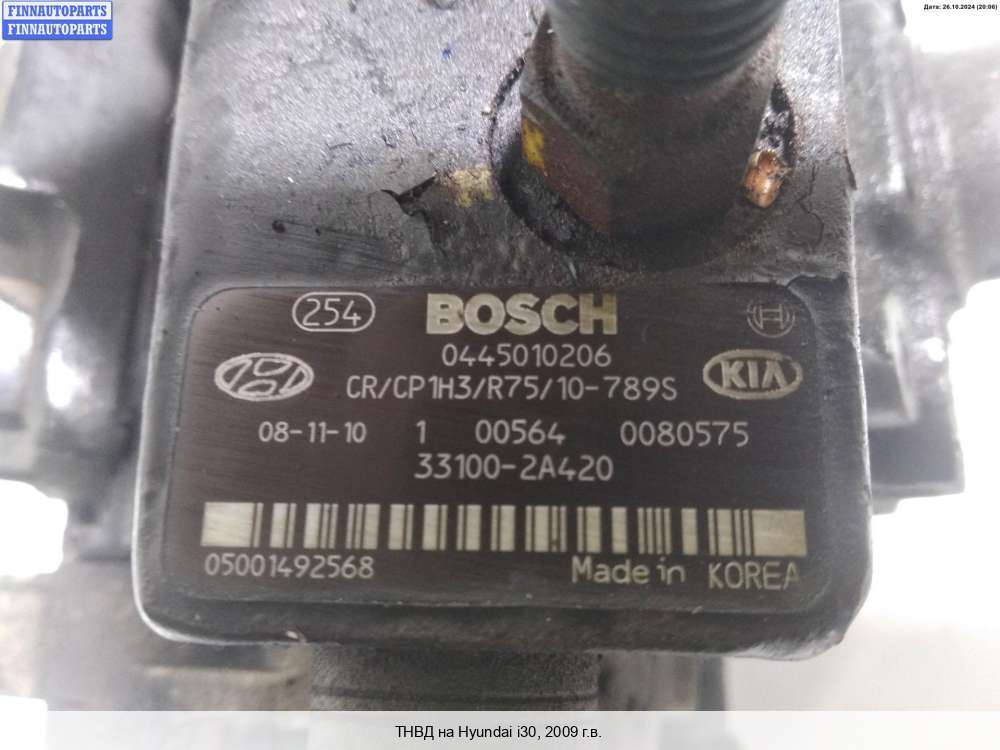 FINNAUTOPARTS
FINNAUTOPARTS
Дата: 26.10.2024 (20:06)
254 BOSCH
0445010206
CR/CP1H3/R75/10-789S KIA
08-11-10 1 00564 0080575
33100-2A420
05001492568 Made in KOREA
ТНВД на Hyundai i30, 2009 г.в.